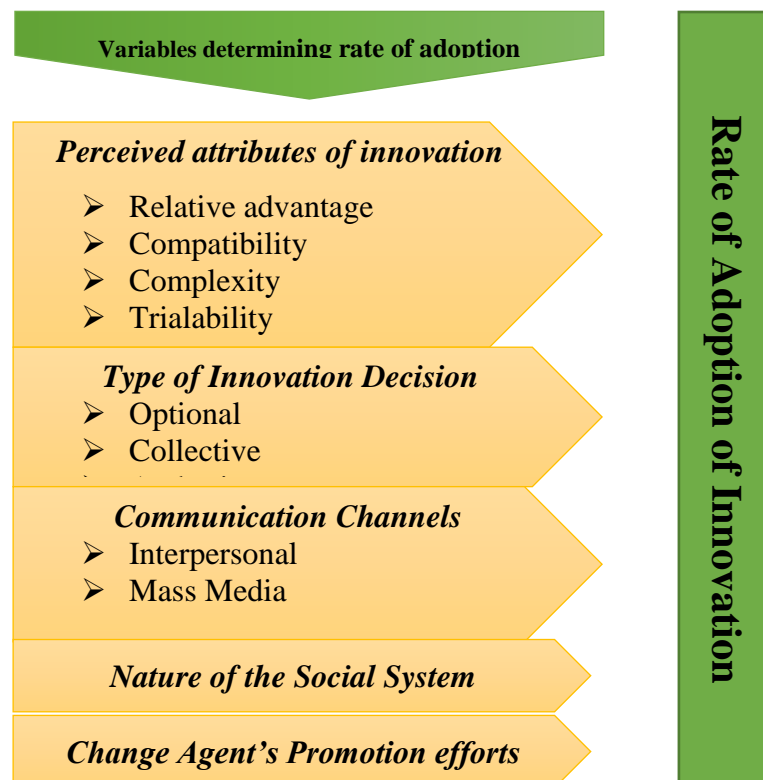 Variables determining rate of adoption
Perceived attributes of innovation
➢ Relative advantage
➢ Compatibility
➢ Complexity
➢ Trialability
Type of Innovation Decision
➢ Optional
➢ Collective
Communication Channels
➢ Interpersonal
➢ Mass Media
Nature of the Social System
Change Agent's Promotion efforts
Rate of Adoption of Innovation